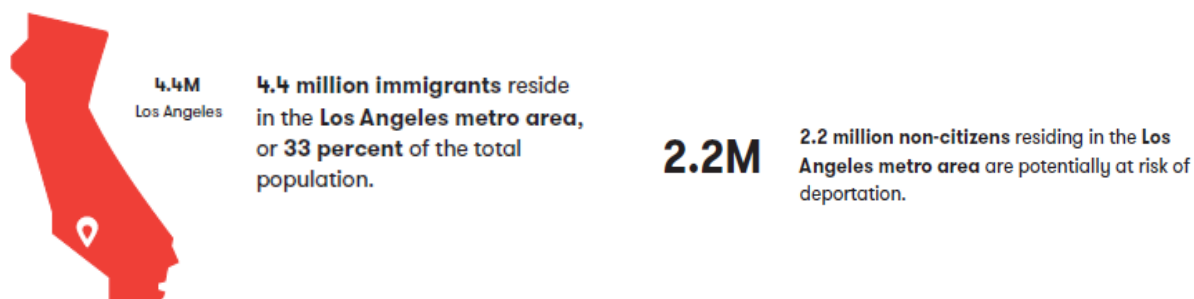 4.4M
Los Angeles
4.4 million immigrants reside
in the Los Angeles metro area,
or 33 percent of the total
population.
2.2M
2.2 million non-citizens residing in the Los
Angeles metro area are potentially at risk of
deportation.